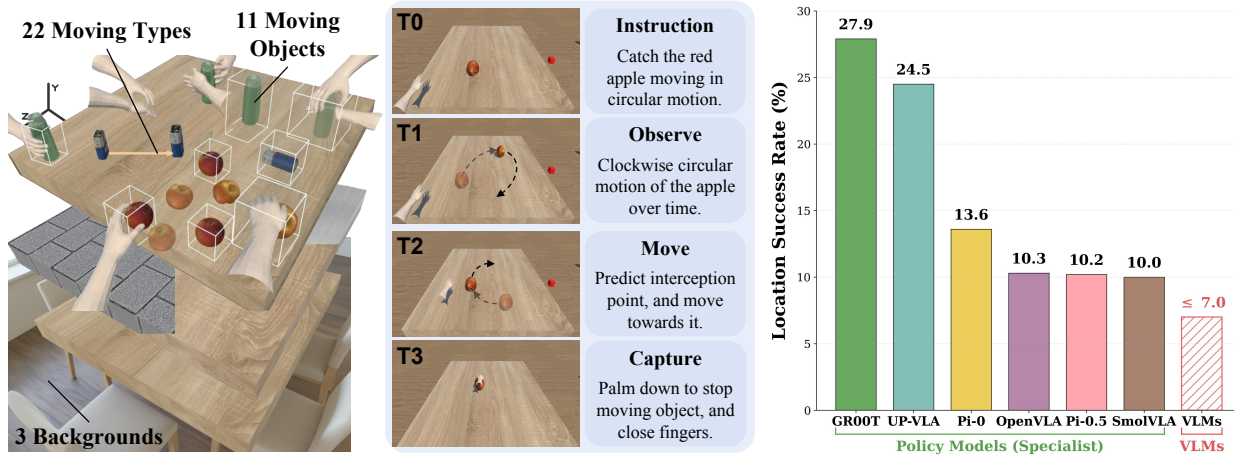 22 Moving Types
11 Moving
Objects
Y
Z
3 Backgrounds
T0
Instruction
Catch the red
apple moving in
circular motion.
T1
Observe
Clockwise circular
motion of the apple
over time.
T2
Move
Predict interception
point, and move
towards it.
T3
Capture
Palm down to stop
moving object, and
close fingers.
Location Success Rate (%)
30
25
20
15
10
5
0
27.9
24.5
13.6
10.3
10.2
10.0
≤ 7.0
GR00T UP-VLA Pi-0 OpenVLA Pi-0.5 SmolVLA VLMs
Policy Models (Specialist) VLMs